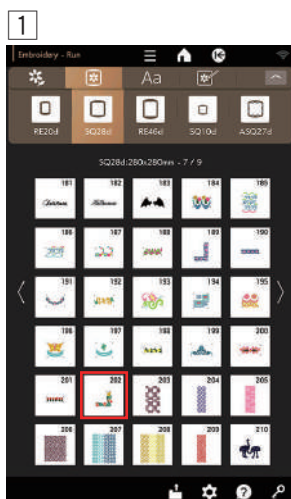 1
Embroidery - Run
Aa
RE20d SQ28d RE46d SQ10d ASQ27d
SQ28d:280x280mm - 7 / 9
181 182 183 184 185
186 187 188 189 190
191 192 193 194 195
196 197 198 199 200
201 202 203 204 205
206 207 208 209 210